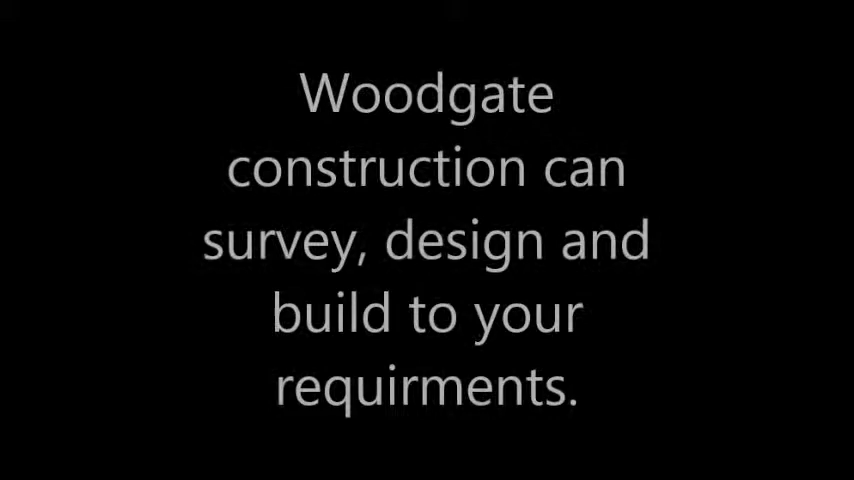 Woodgate
construction can
survey, design and
build to your
requirments.